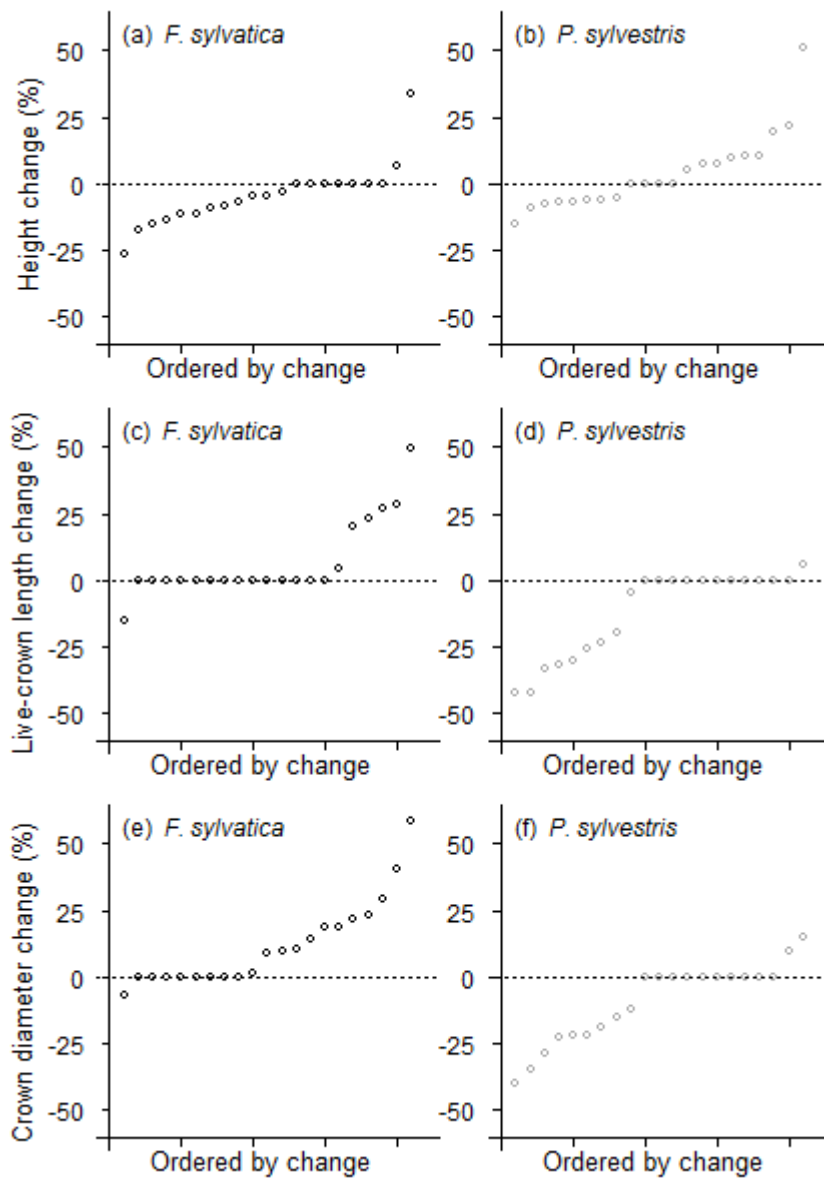 (a) F. sylvatica
(b) P. sylvestris
Height change (%)
50
25
0
-25
-50
50
25
0
-25
-50
Ordered by change
Ordered by change
(c) F. sylvatica
(d) P. sylvestris
Live-crown length change (%)
50
25
0
-25
-50
50
25
0
-25
-50
Ordered by change
Ordered by change
(e) F. sylvatica
(f) P. sylvestris
Crown diameter change (%)
50
25
0
-25
-50
50
25
0
-25
-50
Ordered by change
Ordered by change